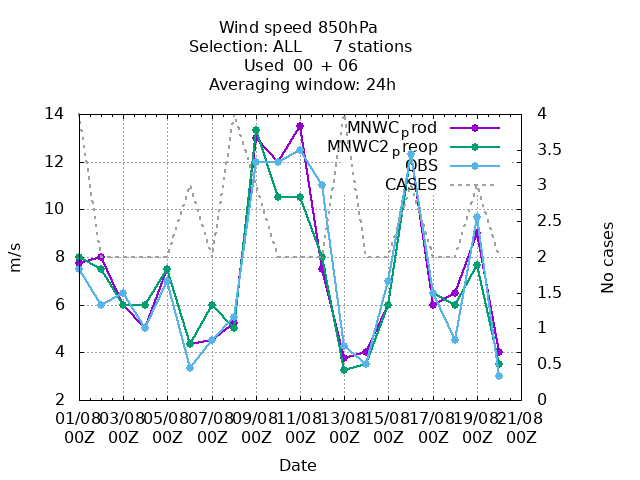 Wind speed 850hPa
Selection: ALL 7 stations
Used 00 + 06
Averaging window: 24h
MNWC_prod
MNWC2_preop
OBS
CASES
m/s
14
12
10
8
6
4
2
No cases
4
3.5
3
2.5
2
1.5
1
0.5
0
01/08 03/08 05/08 07/08 09/08 11/08 13/08 15/08 17/08 19/08 21/08
00Z 00Z 00Z 00Z 00Z 00Z 00Z 00Z 00Z 00Z 00Z
Date